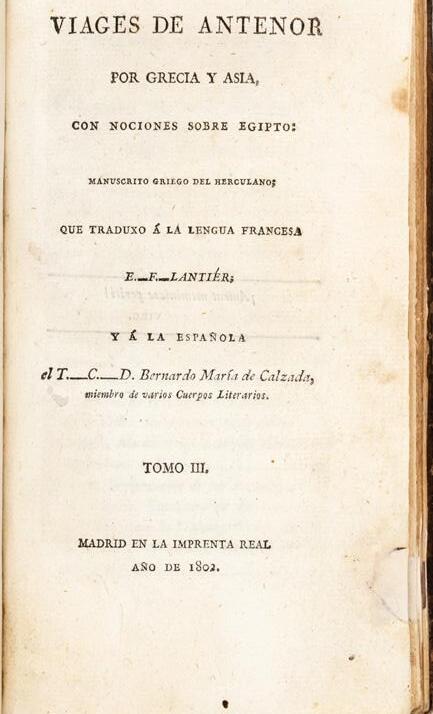 VIAGES DE ANTENOR
POR GRECIA Y ASIA,
CON NOCIONES SOBRE EGIPTO:
MANUSCRITO GRIEGO DEL HERCULANO;
QUE TRADUXO Á LA LENGUA FRANCESA
E.—F.—LANTIÉR;
Y Á LA ESPAÑOLA
el T.—C.—D. Bernardo María de Calzada,
miembro de varios Cuerpos Literarios.
TOMO III.
MADRID EN LA IMPRENTA REAL
AÑO DE 1802.